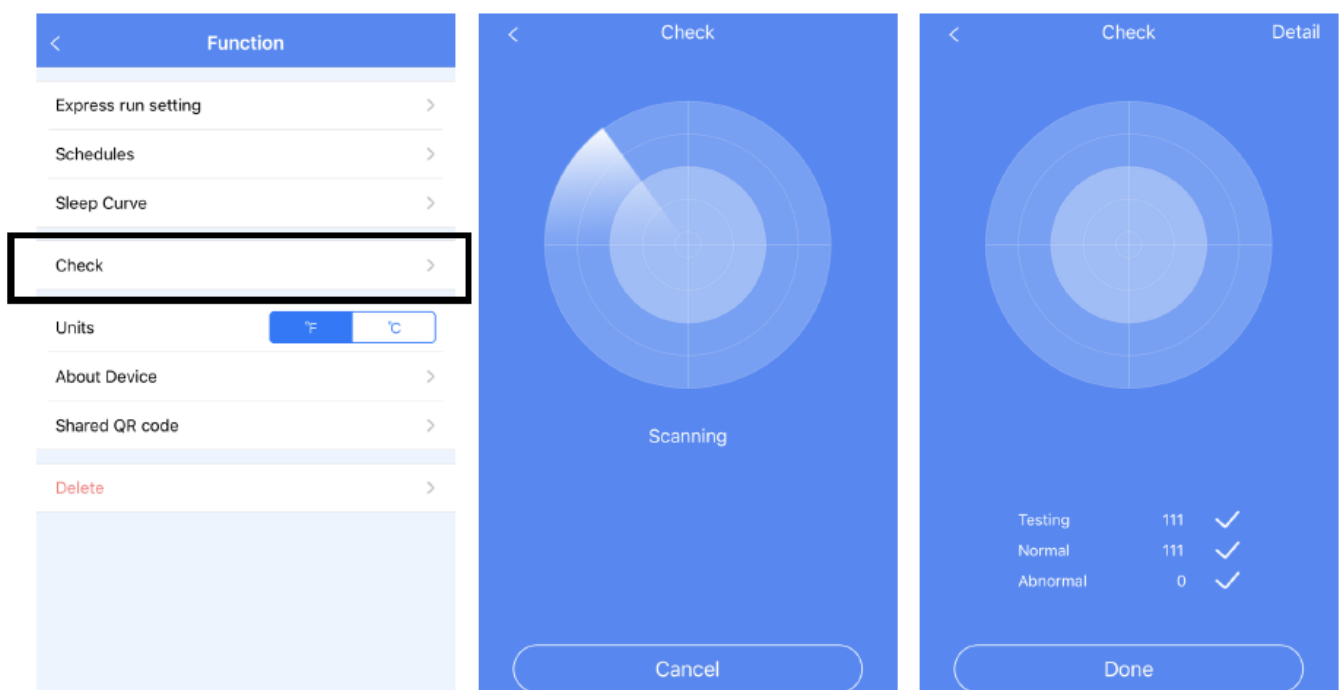 Function
Express run setting
Schedules
Sleep Curve
Check
Units °F °C
About Device
Shared QR code
Delete
Check
Scanning
Cancel
Check Detail
Testing 111
Normal 111
Abnormal 0
Done